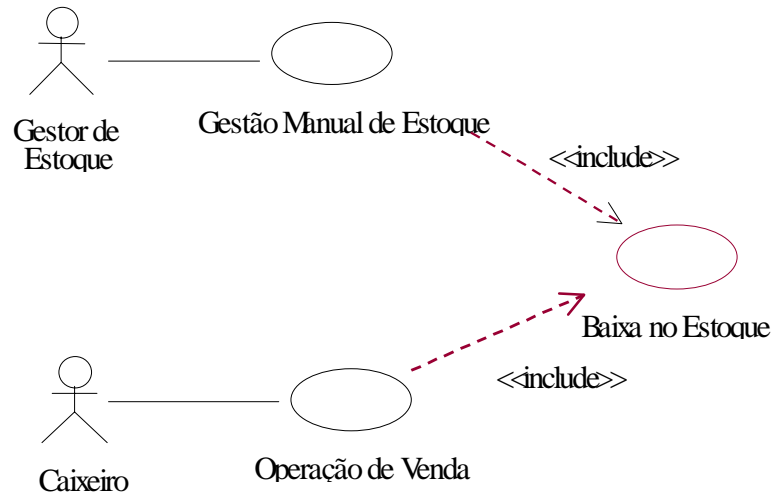 Gestor de
Estoque
Gestão Manual de Estoque
<<include>>
Baixa no Estoque
<<include>>
Caixeiro
Operação de Venda